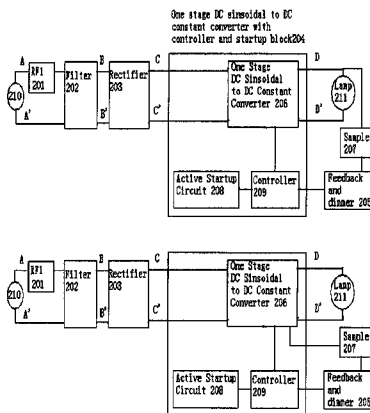 One stage DC sinsoidal to DC
constant converter with
controller and startup block204
A
RF1
201
A'
210
B
Filter
202
B'
Rectifier
203
C
C'
One Stage
DC Sinsoidal
to DC Constant
Converter 206
D
D'
Lamp
211
Sample
207
Active Startup
Circuit 208
Controller
209
Feedback
and
dimmer 205
A
RF1
201
A'
210
B
Filter
202
B'
Rectifier
203
C
C'
One Stage
DC Sinsoidal
to DC Constant
Converter 206
D
D'
Lamp
211
Sample
207
Active Startup
Circuit 208
Controller
209
Feedback
and
dimmer 205